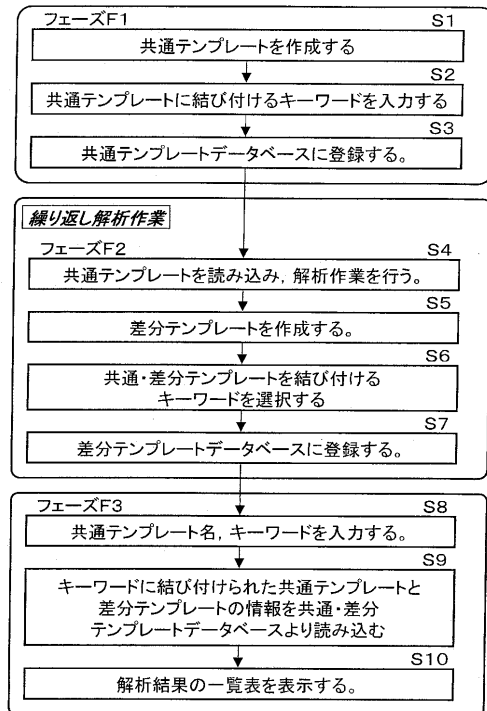 フェーズF1
S1
共通テンプレートを作成する
S2
共通テンプレートに結び付けるキーワードを入力する
S3
共通テンプレートデータベースに登録する。
繰り返し解析作業
フェーズF2
S4
共通テンプレートを読み込み,解析作業を行う。
S5
差分テンプレートを作成する。
S6
共通・差分テンプレートを結び付ける
キーワードを選択する
S7
差分テンプレートデータベースに登録する。
フェーズF3
S8
共通テンプレート名,キーワードを入力する。
S9
キーワードに結び付けられた共通テンプレートと
差分テンプレートの情報を共通・差分
テンプレートデータベースより読み込む
S10
解析結果の一覧表を表示する。